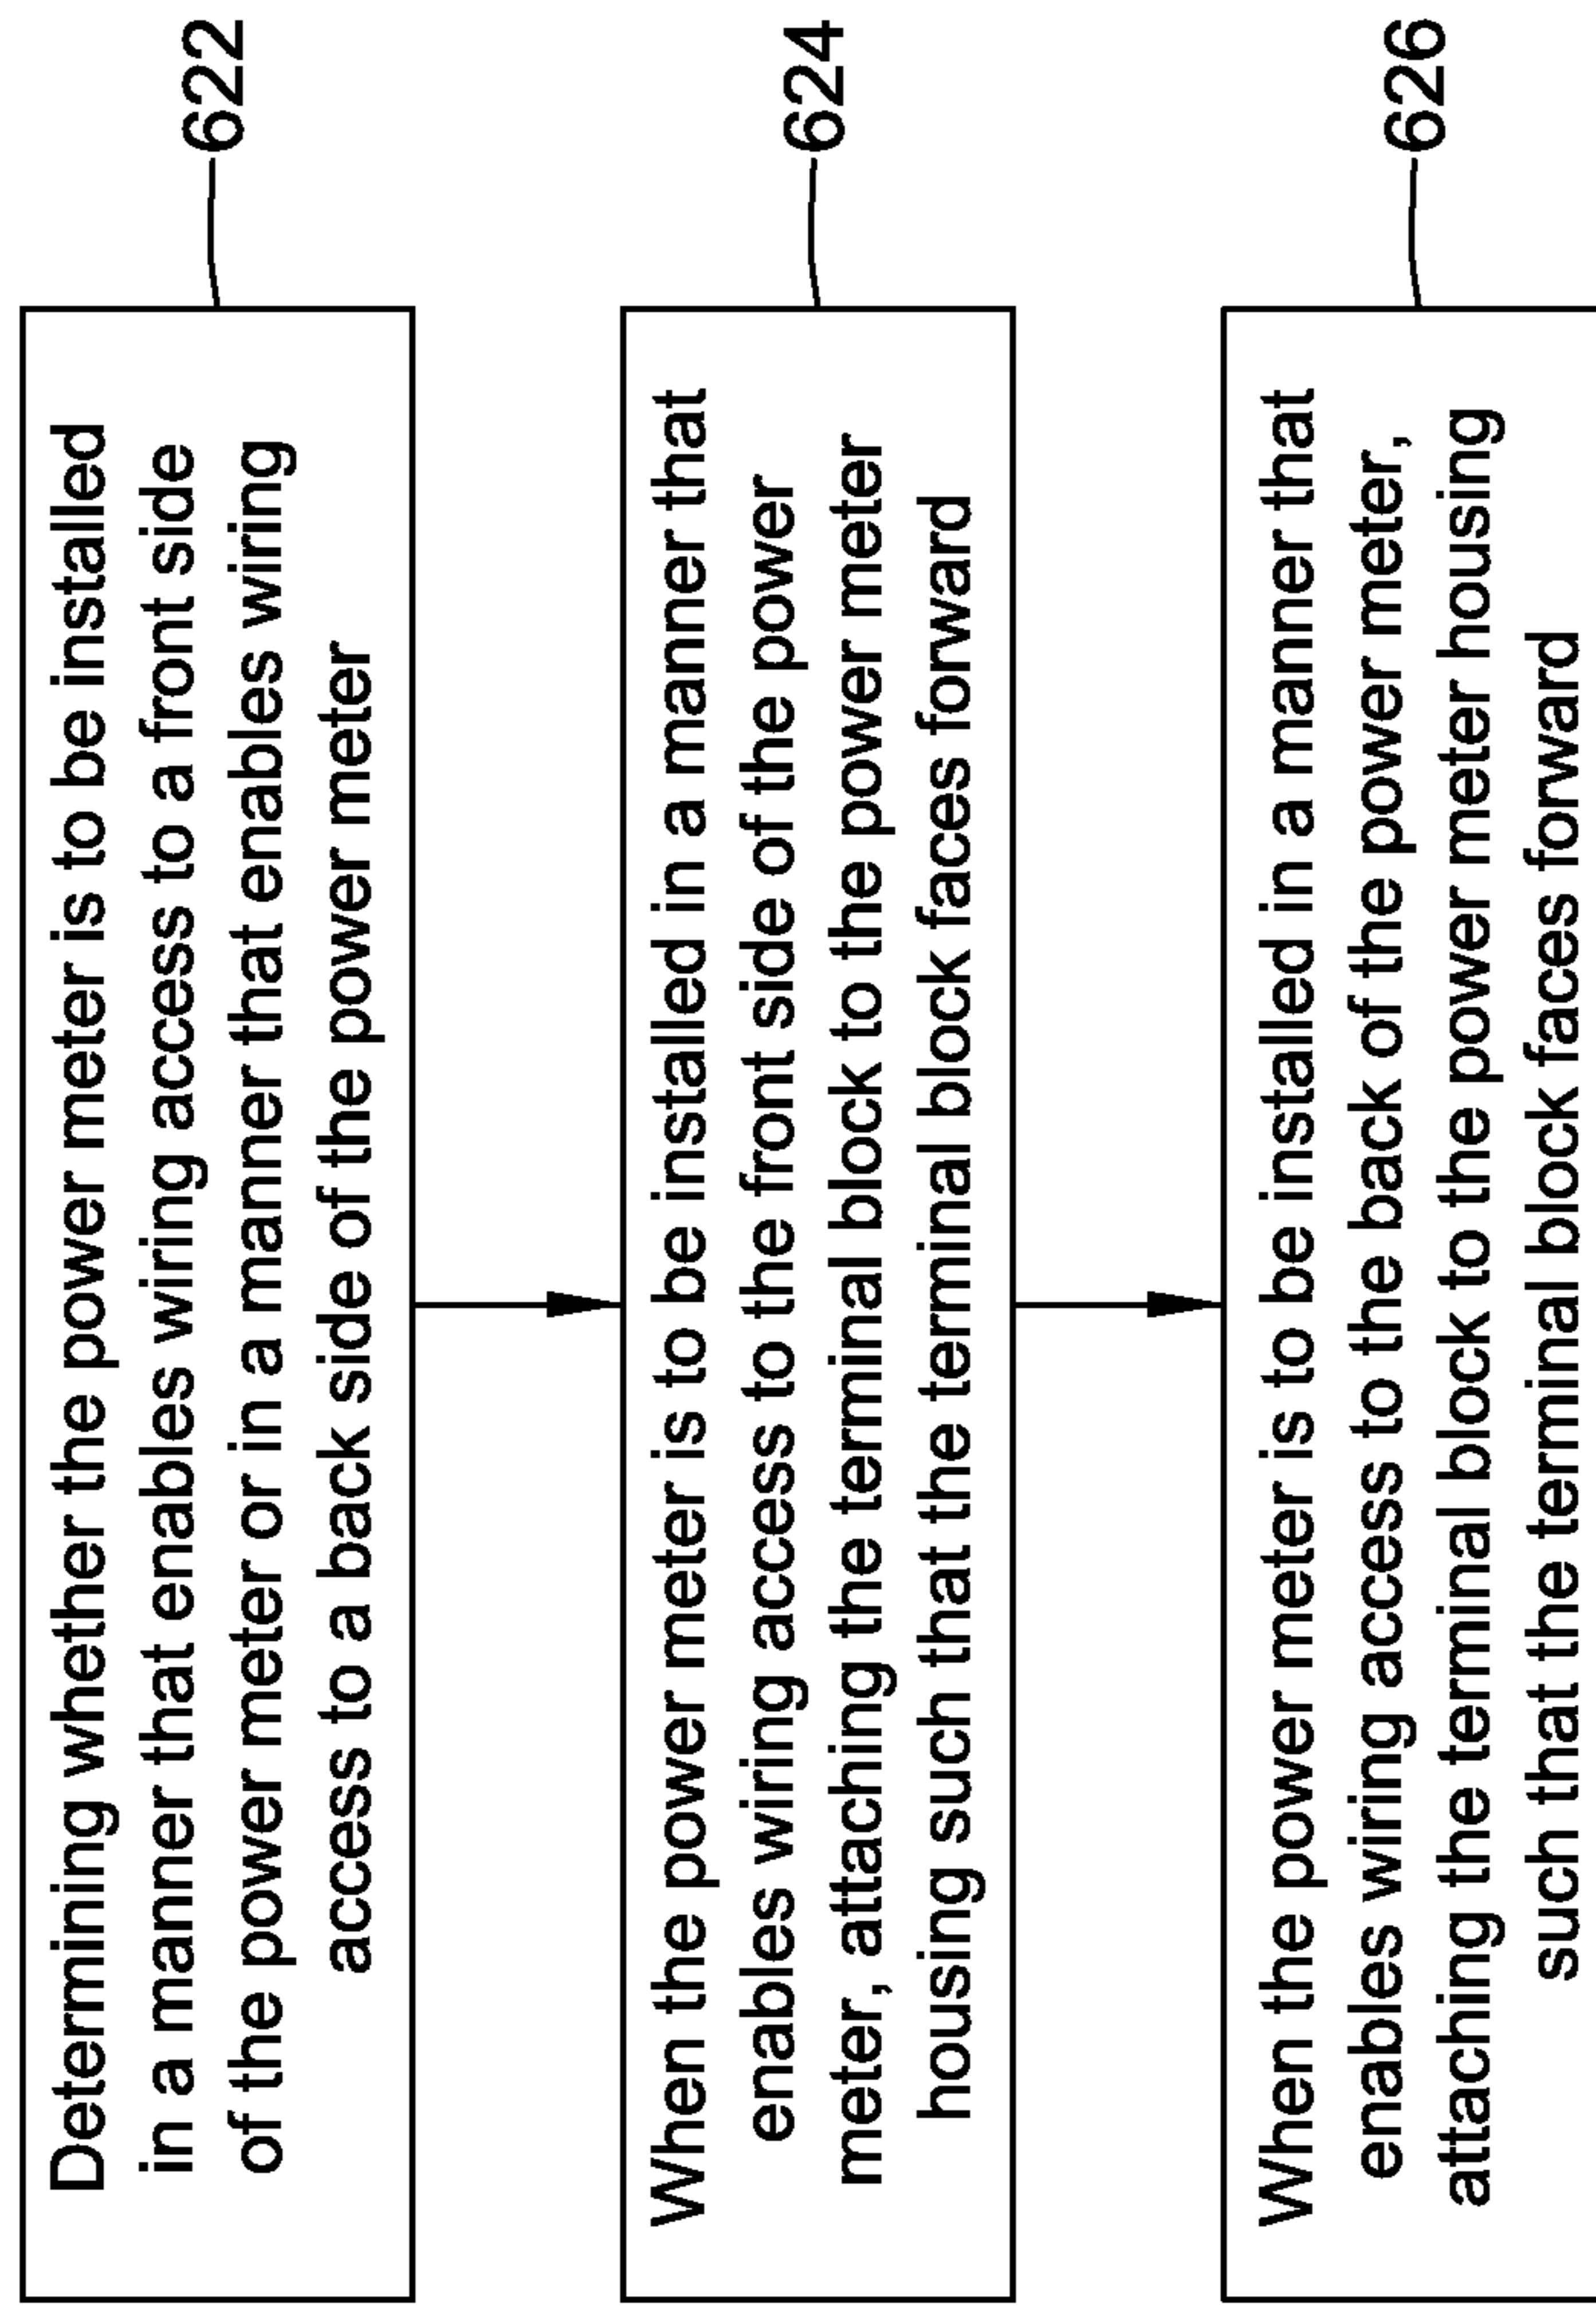 Determining whether the power meter is to be installed
in a manner that enables wiring access to a front side
of the power meter or in a manner that enables wiring
access to a back side of the power meter
622
When the power meter is to be installed in a manner that
enables wiring access to the front side of the power
meter, attaching the terminal block to the power meter
housing such that the terminal block faces forward
624
When the power meter is to be installed in a manner that
enables wiring access to the back of the power meter,
attaching the terminal block to the power meter housing
such that the terminal block faces forward
626